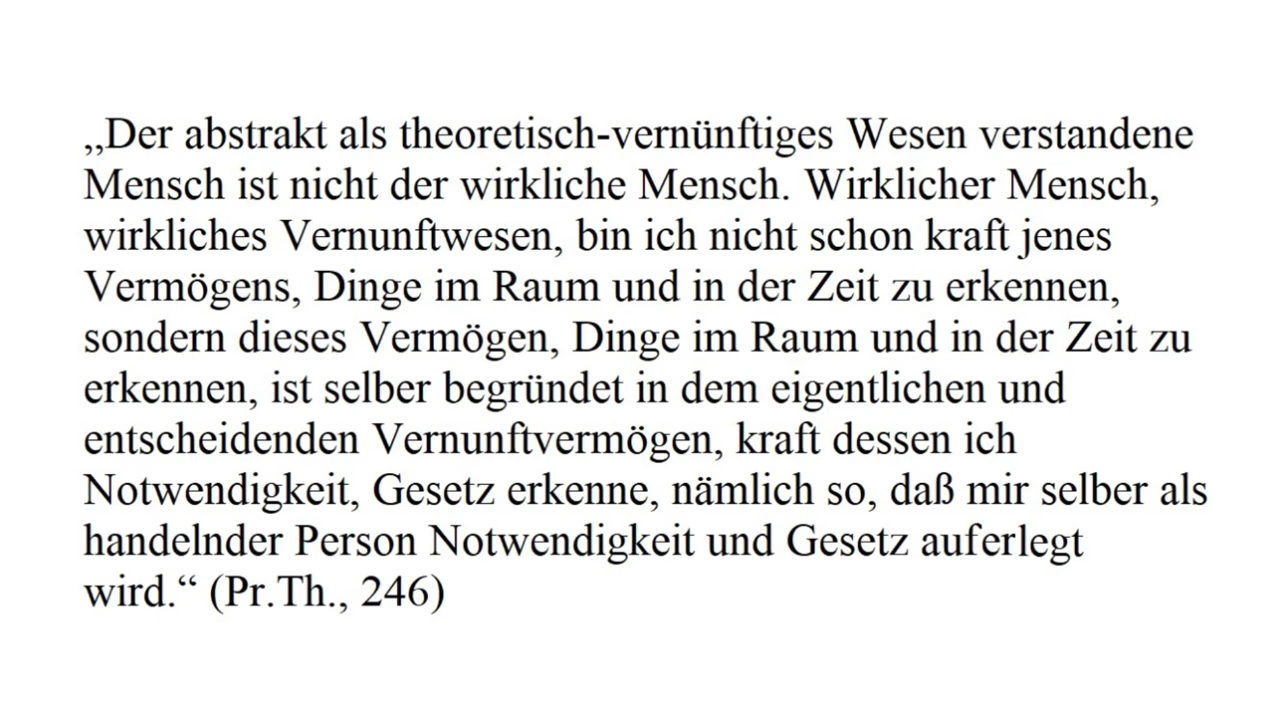 „Der abstrakt als theoretisch-vernünftiges Wesen verstandene
Mensch ist nicht der wirkliche Mensch. Wirklicher Mensch,
wirkliches Vernunftwesen, bin ich nicht schon kraft jenes
Vermögens, Dinge im Raum und in der Zeit zu erkennen,
sondern dieses Vermögen, Dinge im Raum und in der Zeit zu
erkennen, ist selber begründet in dem eigentlichen und
entscheidenden Vernunftvermögen, kraft dessen ich
Notwendigkeit, Gesetz erkenne, nämlich so, daß mir selber als
handelnder Person Notwendigkeit und Gesetz auferlegt
wird.“ (Pr.Th., 246)